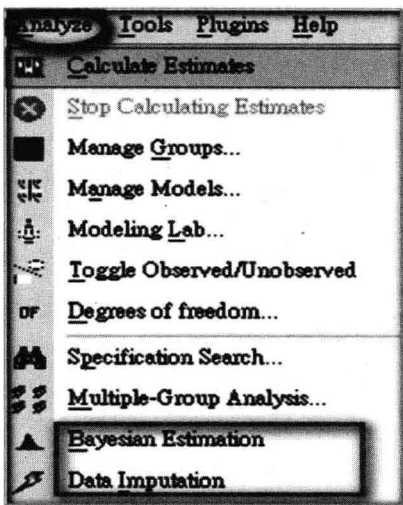 Analyze Tools Plugins Help
Calculate Estimates
Stop Calculating Estimates
Manage Groups...
Manage Models...
Modeling Lab...
Toggle Observed/Unobserved
DF Degrees of freedom...
Specification Search...
Multiple-Group Analysis...
Bayesian Estimation
Data Imputation